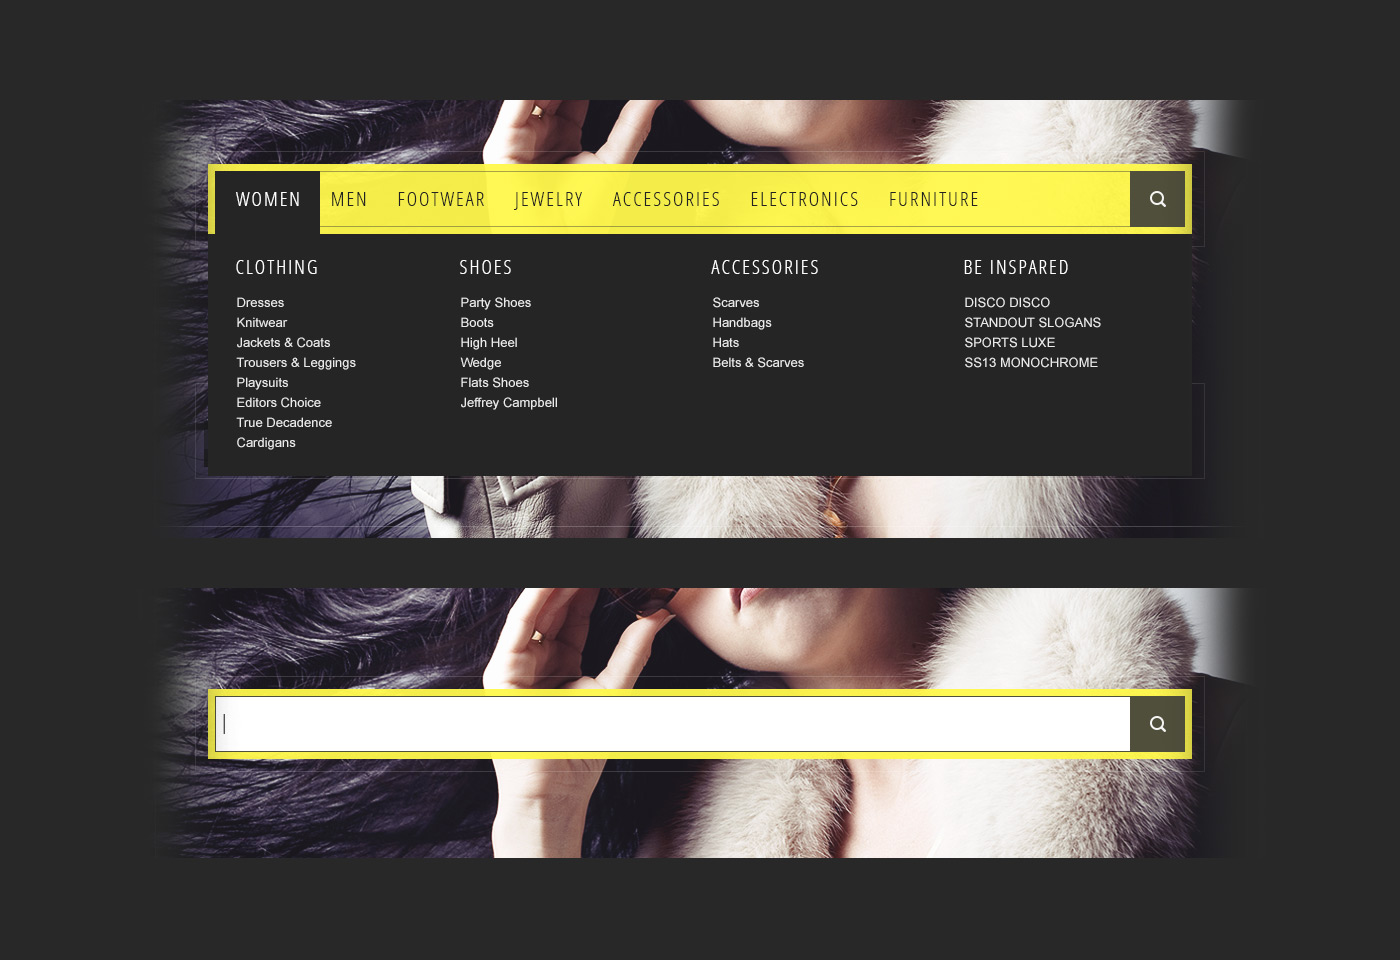 WOMEN MEN FOOTWEAR JEWELRY ACCESSORIES ELECTRONICS FURNITURE
CLOTHING
Dresses
Knitwear
Jackets & Coats
Trousers & Leggings
Playsuits
Editors Choice
True Decadence
Cardigans
SHOES
Party Shoes
Boots
High Heel
Wedge
Flats Shoes
Jeffrey Campbell
ACCESSORIES
Scarves
Handbags
Hats
Belts & Scarves
BE INSPARED
DISCO DISCO
STANDOUT SLOGANS
SPORTS LUXE
SS13 MONOCHROME